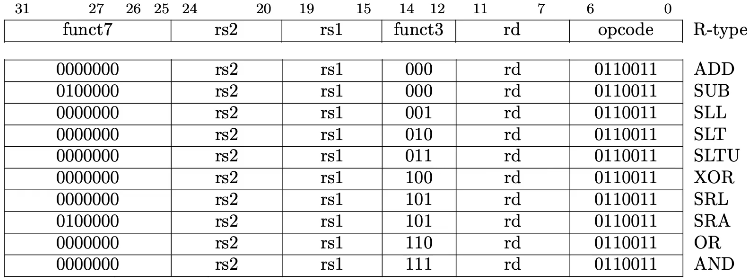 31 27 26 25 24 20 19 15 14 12 11 7 6 0
funct7 rs2 rs1 funct3 rd opcode R-type
0000000 rs2 rs1 000 rd 0110011 ADD
0100000 rs2 rs1 000 rd 0110011 SUB
0000000 rs2 rs1 001 rd 0110011 SLL
0000000 rs2 rs1 010 rd 0110011 SLT
0000000 rs2 rs1 011 rd 0110011 SLTU
0000000 rs2 rs1 100 rd 0110011 XOR
0000000 rs2 rs1 101 rd 0110011 SRL
0100000 rs2 rs1 101 rd 0110011 SRA
0000000 rs2 rs1 110 rd 0110011 OR
0000000 rs2 rs1 111 rd 0110011 AND